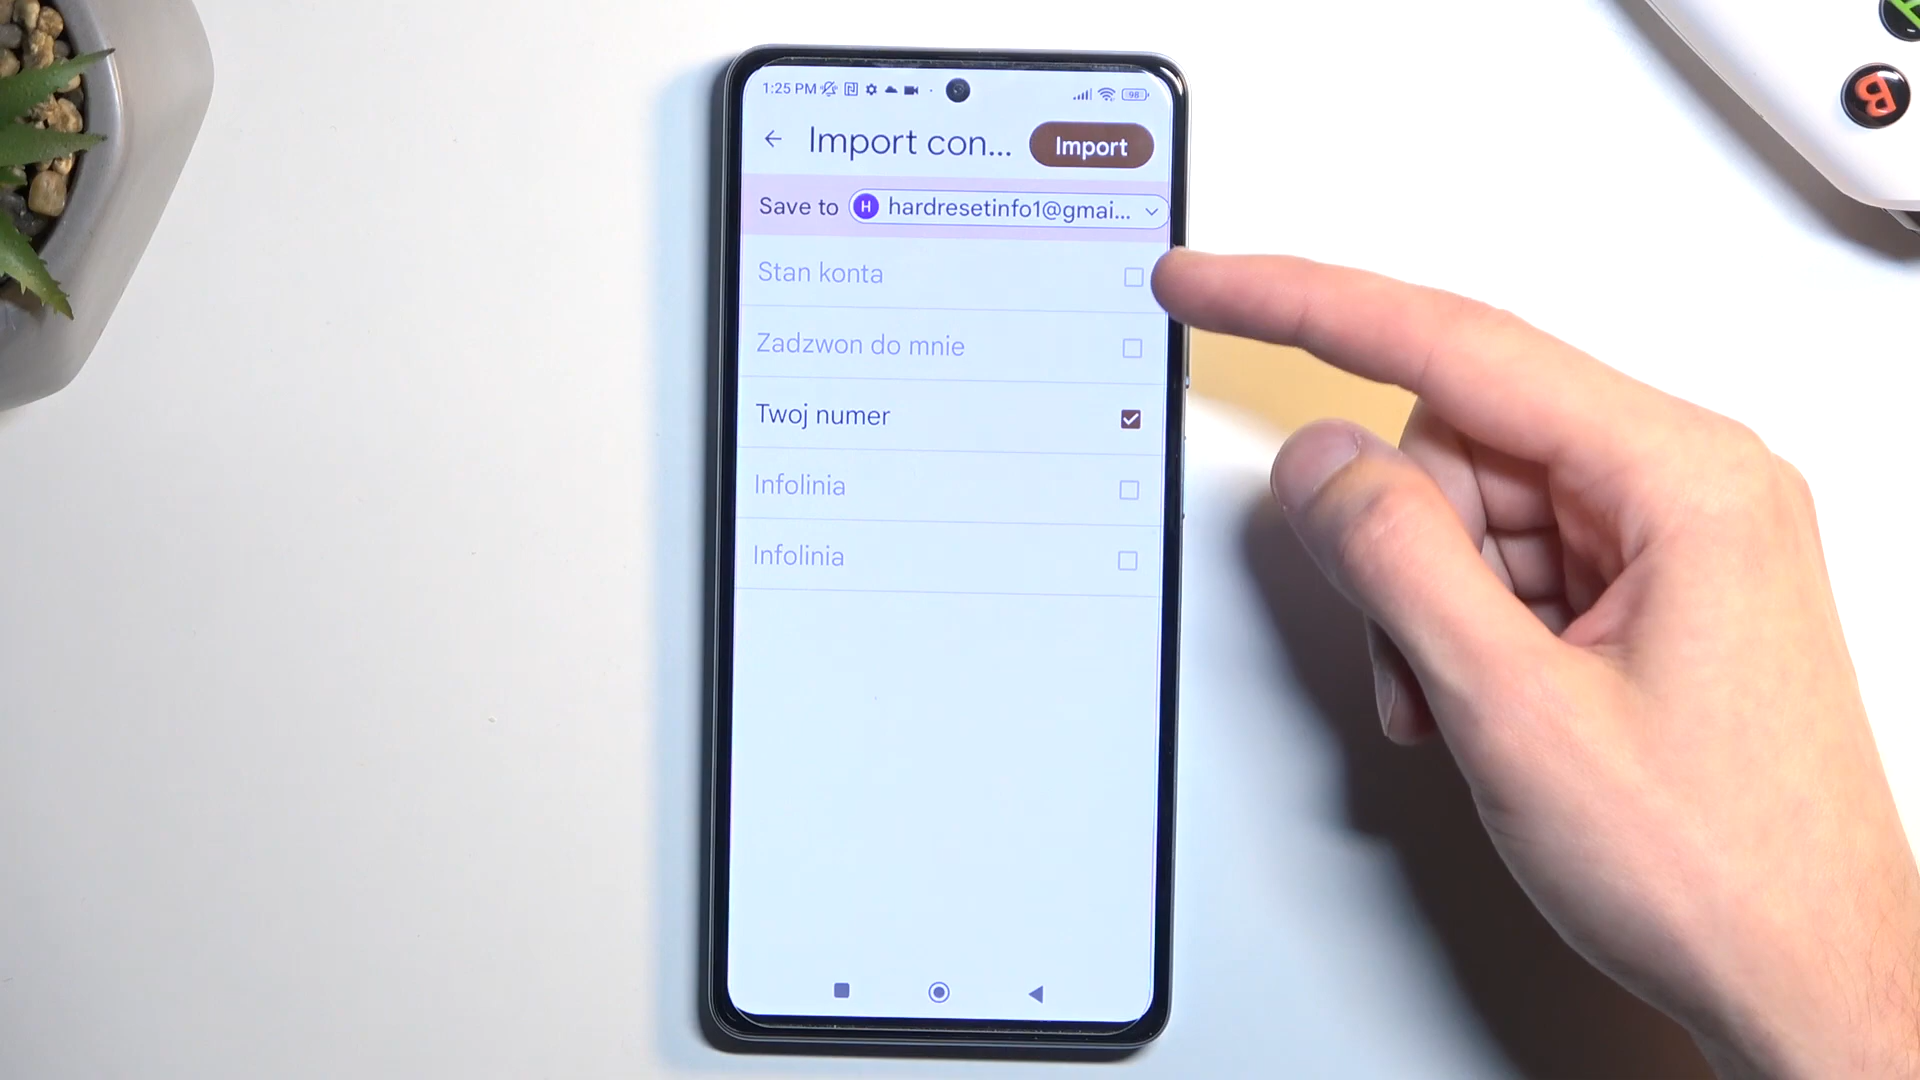 1:25 PM
98
Import con...
Import
Save to
H
hardresetinfo1@gmai...
Stan konta
Zadzwon do mnie
Twoj numer
Infolinia
Infolinia
B